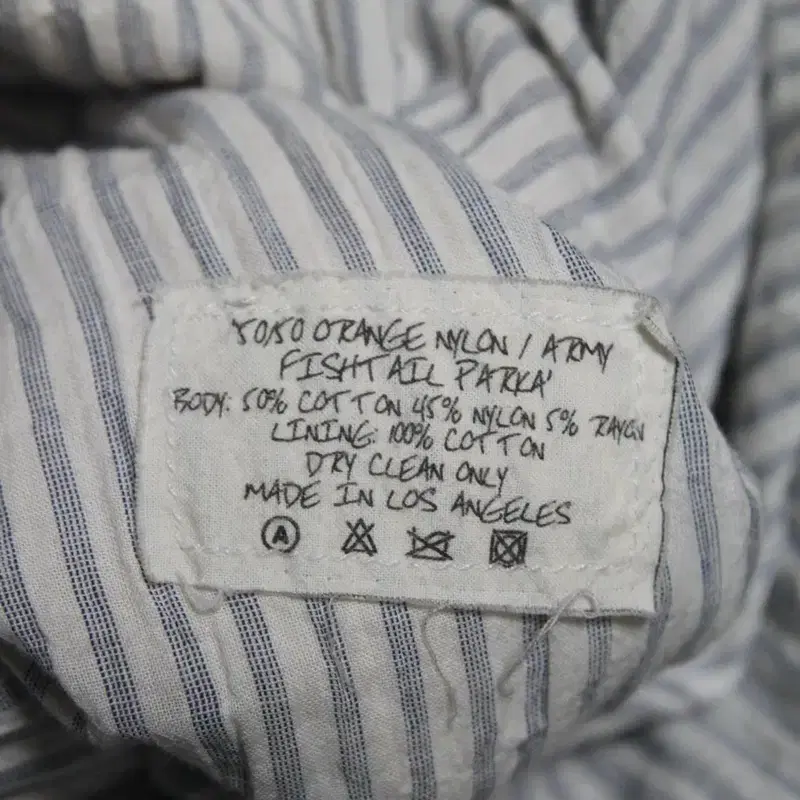 50/50 ORANGE NYLON / ARMY
FISHTAIL PARKA'
BODY: 50% COTTON 45% NYLON 5% RAYON
LINING: 100% COTTON
DRY CLEAN ONLY
MADE IN LOS ANGELES
A